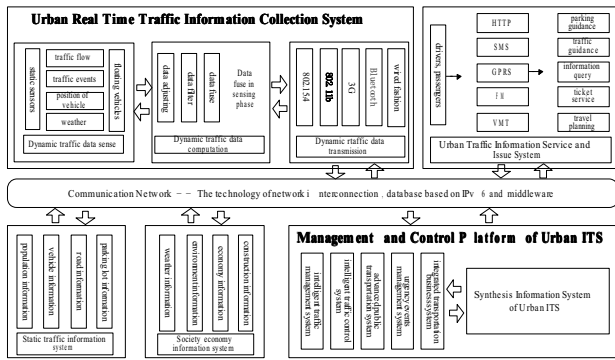 Urban Real Time Traffic Information Collection System
static sensors
traffic flow
traffic events
position of
vehicle
weather
floating vehicles
Dynamic traffic data sense
data adjusting
data filter
data fuse
Data
fuse in
sensing
phase
Dynamic traffic data
computation
802.15.4
802.11b
3G
Bluetooth
wired fashion
Dynamic rtaffic data
transmission
drivers, passengers
HTTP
SMS
GPRS
FM
VMT
parking
guidance
traffic
guidance
information
query
ticket
service
travel
planning
Urban Traffic Information Service and
Issue System
Communication Network －－ The technology of network i nterconnection , database based on IPv 6 and middleware
population information
vehicle information
road information
parking lot information
Static traffic information
system
weather information
environment information
economy information
construction information
Society economy
information system
Management and Control P latform of Urban ITS
intelligent traffic
management system
intelligent traffic control
system
advanced public
transportation system
urgency events
management system
integrated transportation
business system
Synthesis Information System
of Urban ITS